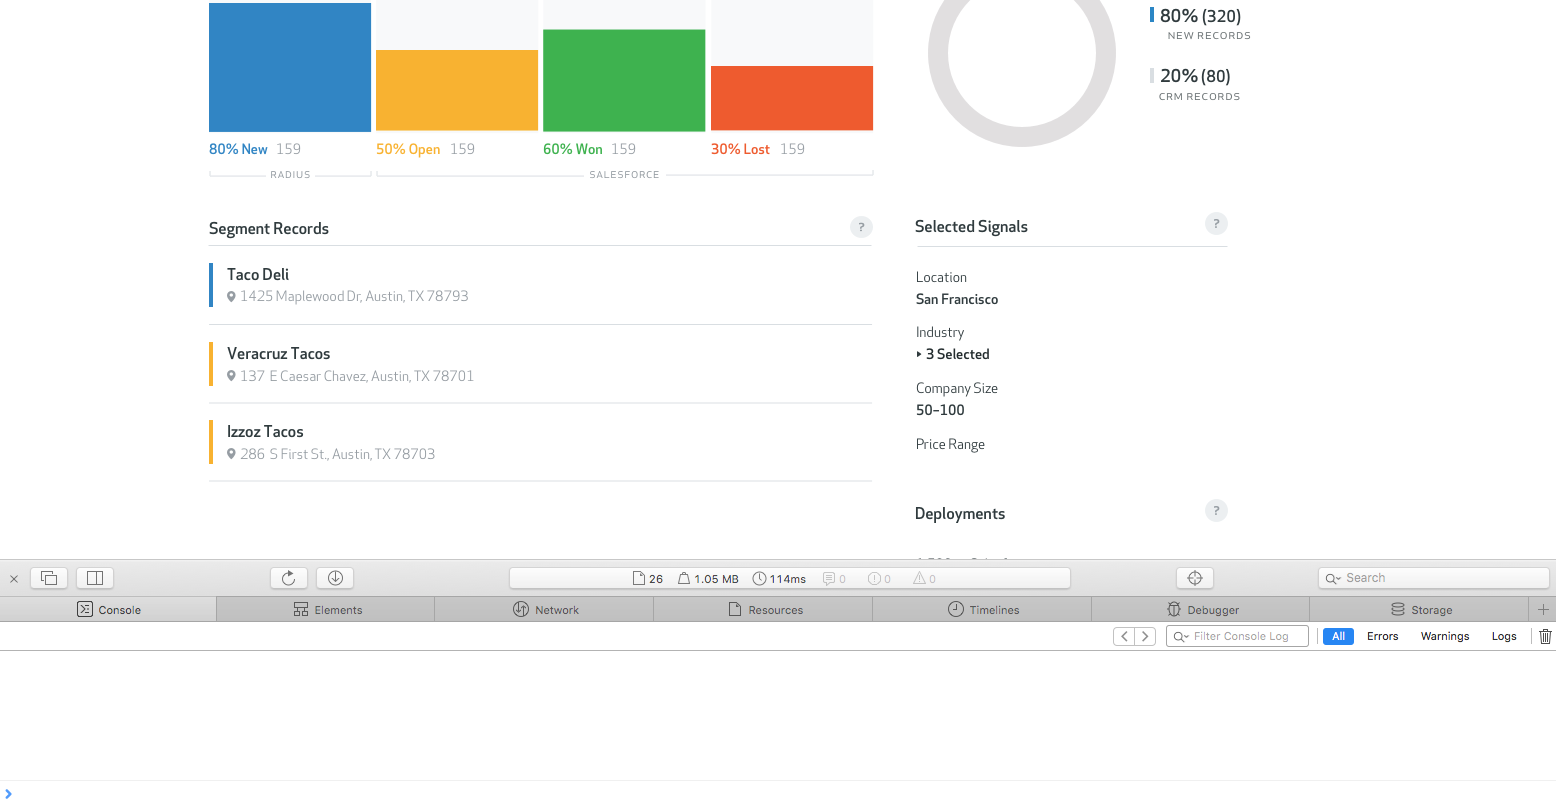 80% (320)
NEW RECORDS
20% (80)
CRM RECORDS
80% New 159
50% Open 159
60% Won 159
30% Lost 159
RADIUS
SALESFORCE
Segment Records
?
Taco Deli
1425 Maplewood Dr, Austin, TX 78793
Veracruz Tacos
137 E Caesar Chavez, Austin, TX 78701
Izzoz Tacos
286 S First St., Austin, TX 78703
Selected Signals
?
Location
San Francisco
Industry
3 Selected
Company Size
50–100
Price Range
Deployments
?
26 1.05 MB 114ms 0 0 0
Search
Console Elements Network Resources Timelines Debugger Storage
Filter Console Log All Errors Warnings Logs